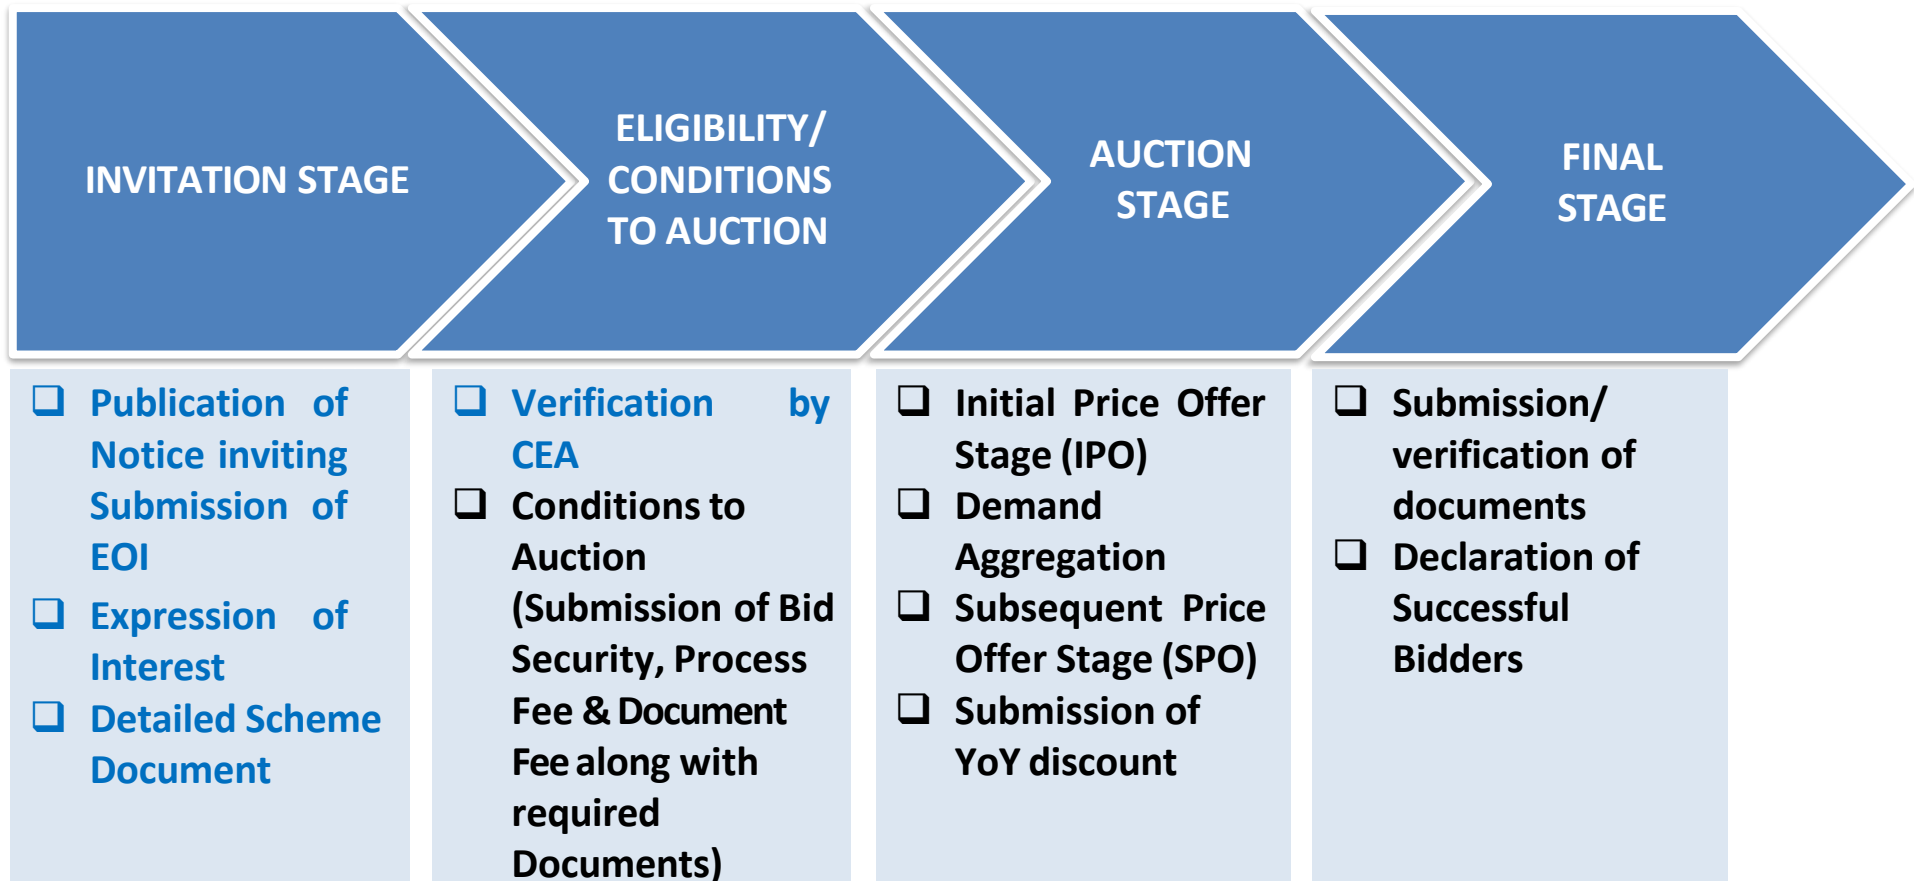 INVITATION STAGE
ELIGIBILITY/
CONDITIONS
TO AUCTION
AUCTION
STAGE
FINAL
STAGE
Publication of
Notice inviting
Submission of
EOI
Expression of
Interest
Detailed Scheme
Document
Verification by
CEA
Conditions to
Auction
(Submission of Bid
Security, Process
Fee & Document
Fee along with
required
Documents)
Initial Price Offer
Stage (IPO)
Demand
Aggregation
Subsequent Price
Offer Stage (SPO)
Submission of
YoY discount
Submission/
verification of
documents
Declaration of
Successful
Bidders